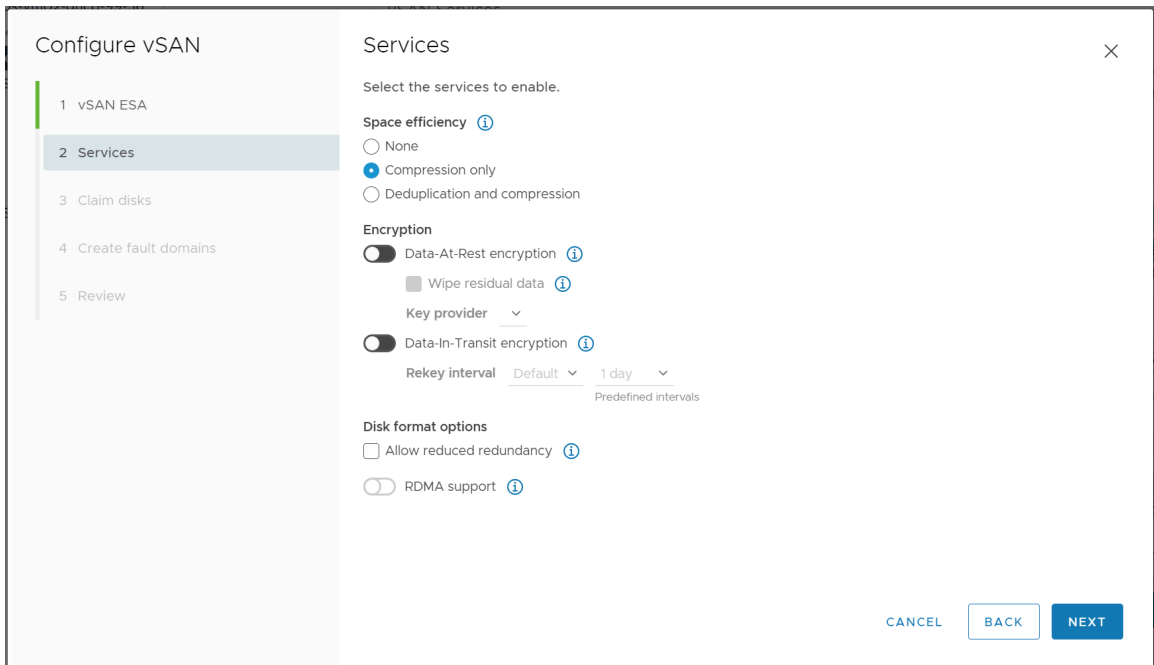 Configure vSAN
1 vSAN ESA
2 Services
3 Claim disks
4 Create fault domains
5 Review
Services
Select the services to enable.
Space efficiency
None
Compression only
Deduplication and compression
Encryption
Data-At-Rest encryption
Wipe residual data
Key provider
Data-In-Transit encryption
Rekey interval Default 1 day
Predefined intervals
Disk format options
Allow reduced redundancy
RDMA support
CANCEL BACK NEXT